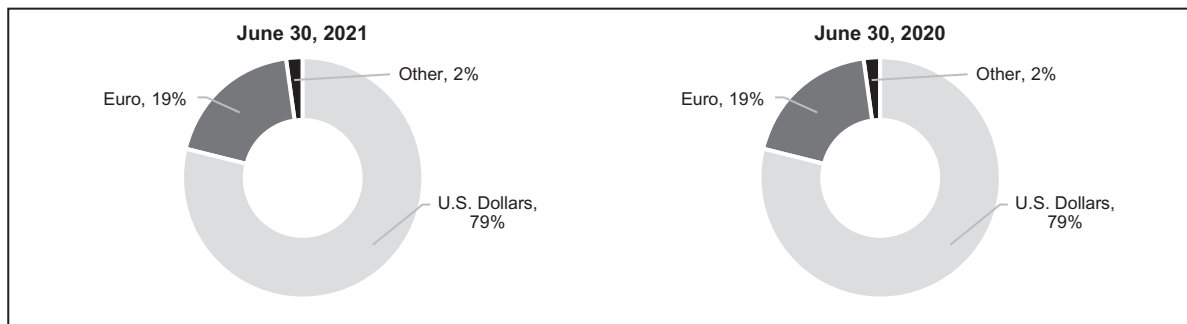 June 30, 2021
Other, 2%
Euro, 19%
U.S. Dollars,
79%
June 30, 2020
Other, 2%
Euro, 19%
U.S. Dollars,
79%